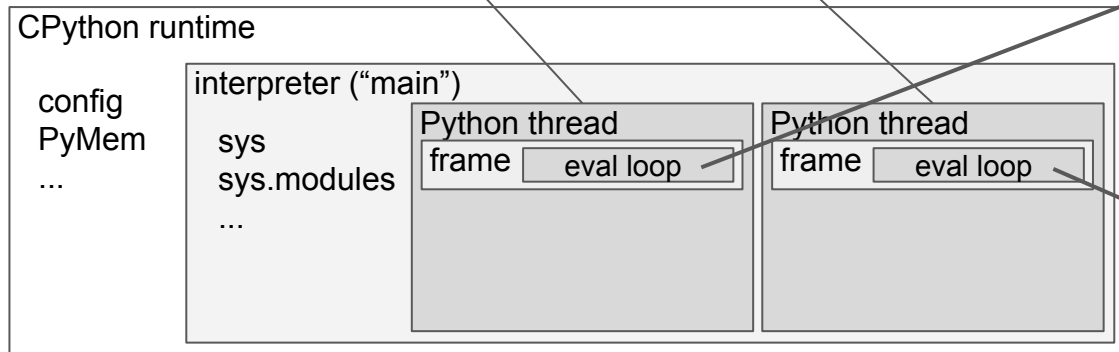 CPython runtime
config
PyMem
...
interpreter (“main”)
sys
sys.modules
...
Python thread
frame
eval loop
Python thread
frame
eval loop